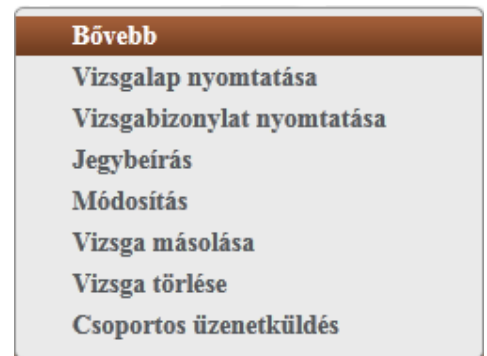 Bővebb
Vizsgalap nyomtatása
Vizsgabizonylat nyomtatása
Jegybeírás
Módosítás
Vizsga másolása
Vizsga törlése
Csoportos üzenetküldés